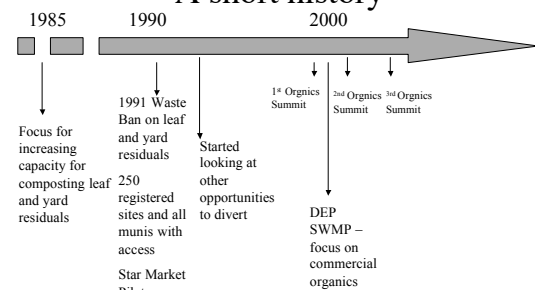 A short history
1985
1990
2000
1st Orgnics
Summit
2nd Orgnics
Summit
3rd Orgnics
Summit
Focus for
increasing
capacity for
composting leaf
and yard
residuals
1991 Waste
Ban on leaf
and yard
residuals
250
registered
sites and all
munis with
access
Star Market
Started
looking at
other
opportunities
to divert
DEP
SWMP –
focus on
commercial
organics